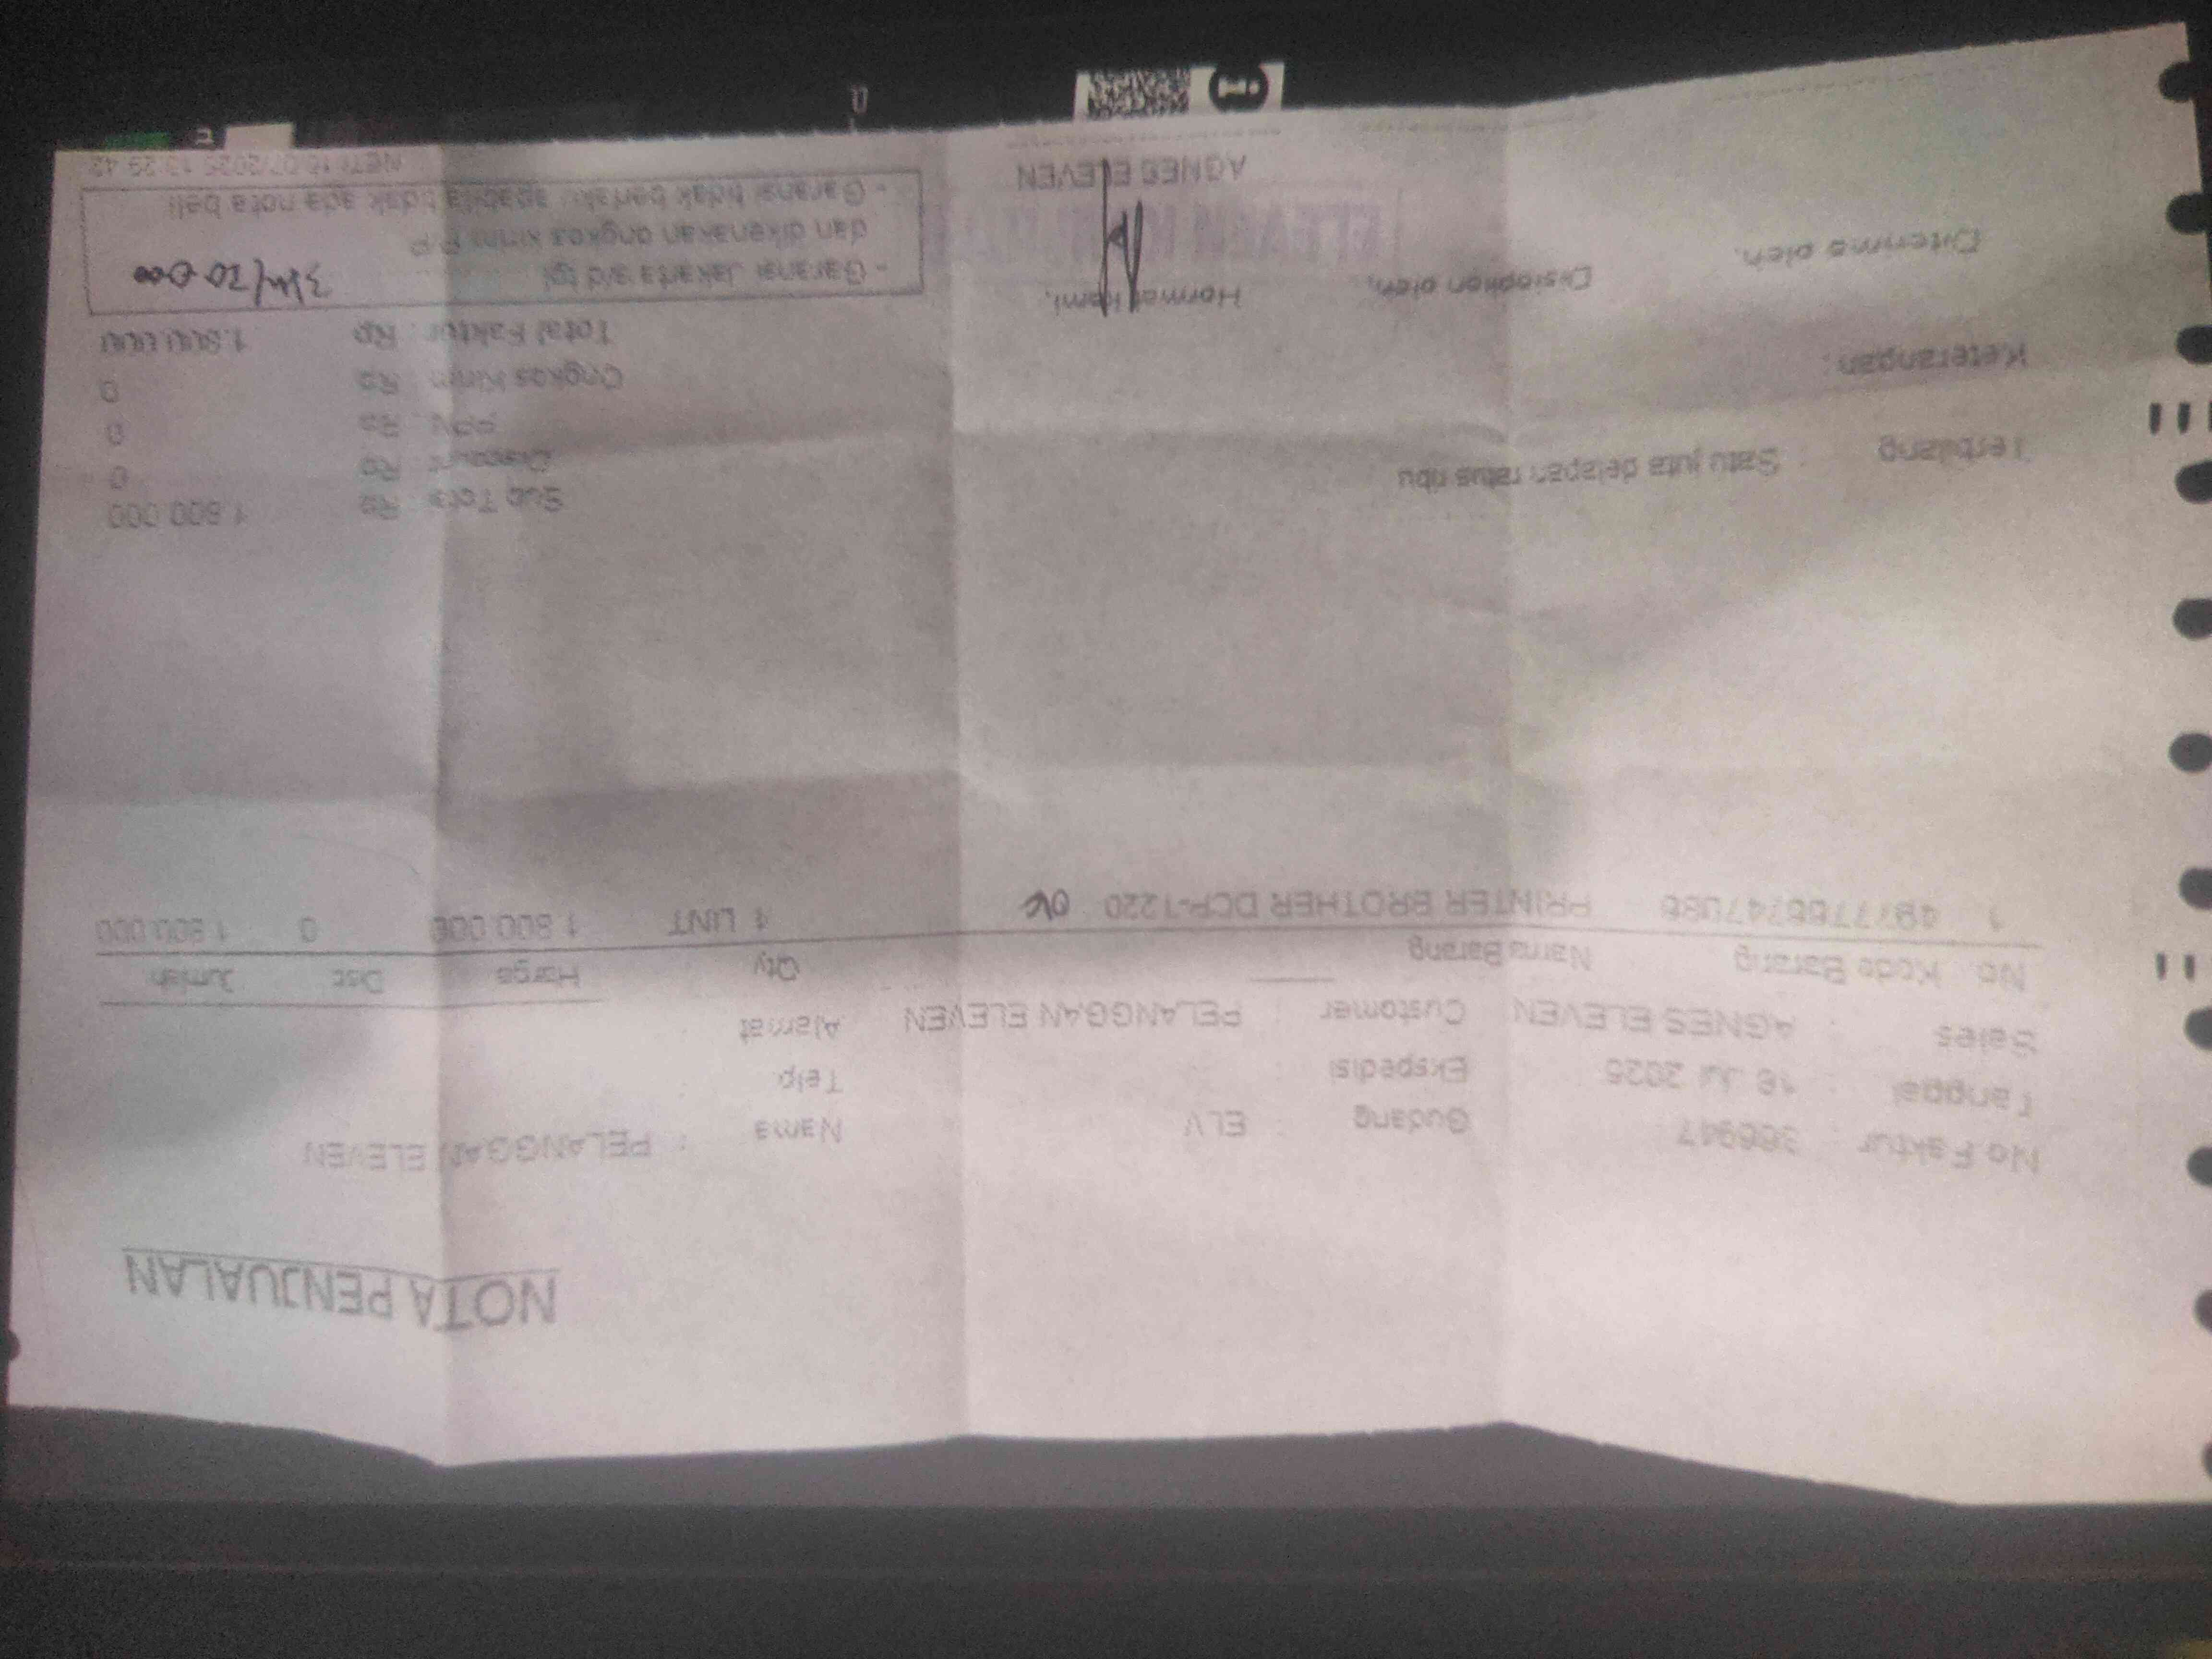 NOTA PENJUALAN
No Faktur : 366947 Gudang : ELV Nama : PELANGGAN ELEVEN
Tanggal : 16 Jul 2025 Ekspedisi : Telp :
Sales : AGNES ELEVEN Customer : PELANGGAN ELEVEN Alamat :
No Kode Barang Nama Barang Qty Harga Disc Jumlah
1 PRINTER BROTHER DCP-T220 OK 1 UNIT 1.800.000 0 1.800.000
Terbilang : Satu juta delapan ratus ribu
Sub Total : Rp 1.800.000
Discount : Rp 0
PPN : Rp 0
Keterangan :
Ongkos Kirim : Rp 0
Total Faktur : Rp 1.800.000
Diterima oleh, Disiapkan oleh, Hormat kami,
AGNES ELEVEN
- Garansi Jakarta s/d tgl
dan dikenakan ongkos kirim P.P
- Garansi tidak berlaku apabila tidak ada nota beli